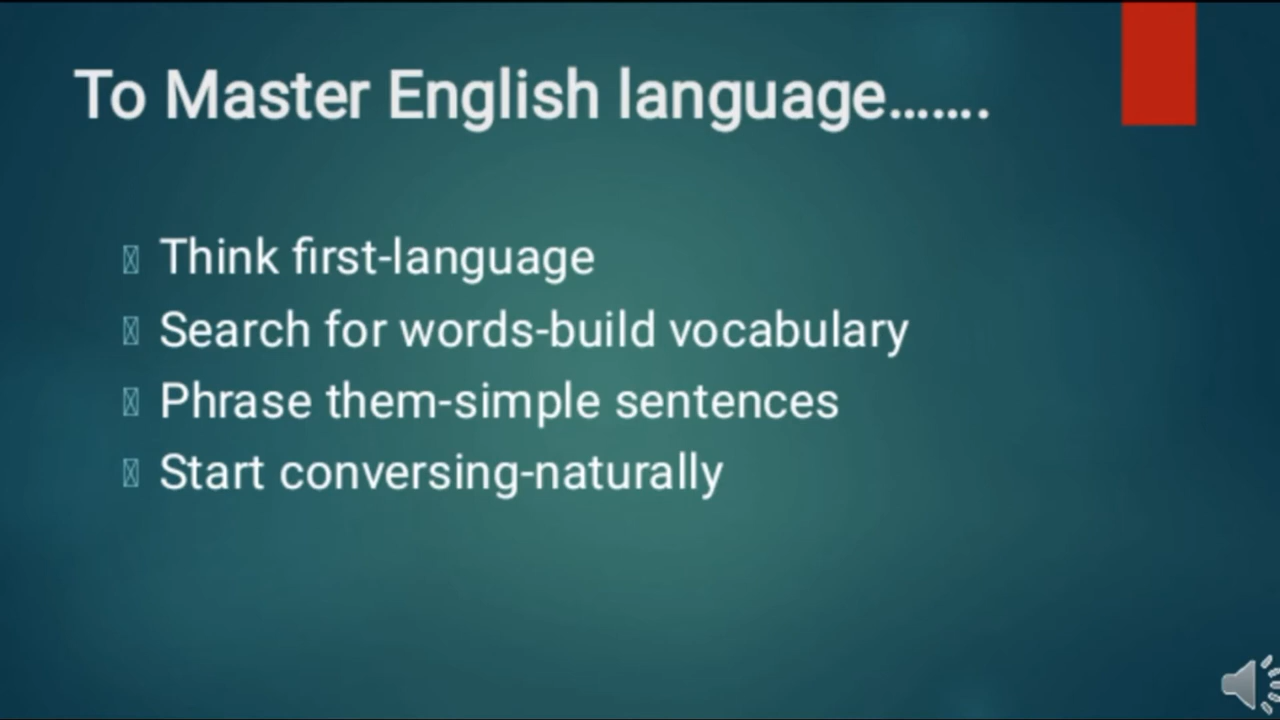 To Master English language.......
Think first-language
Search for words-build vocabulary
Phrase them-simple sentences
Start conversing-naturally